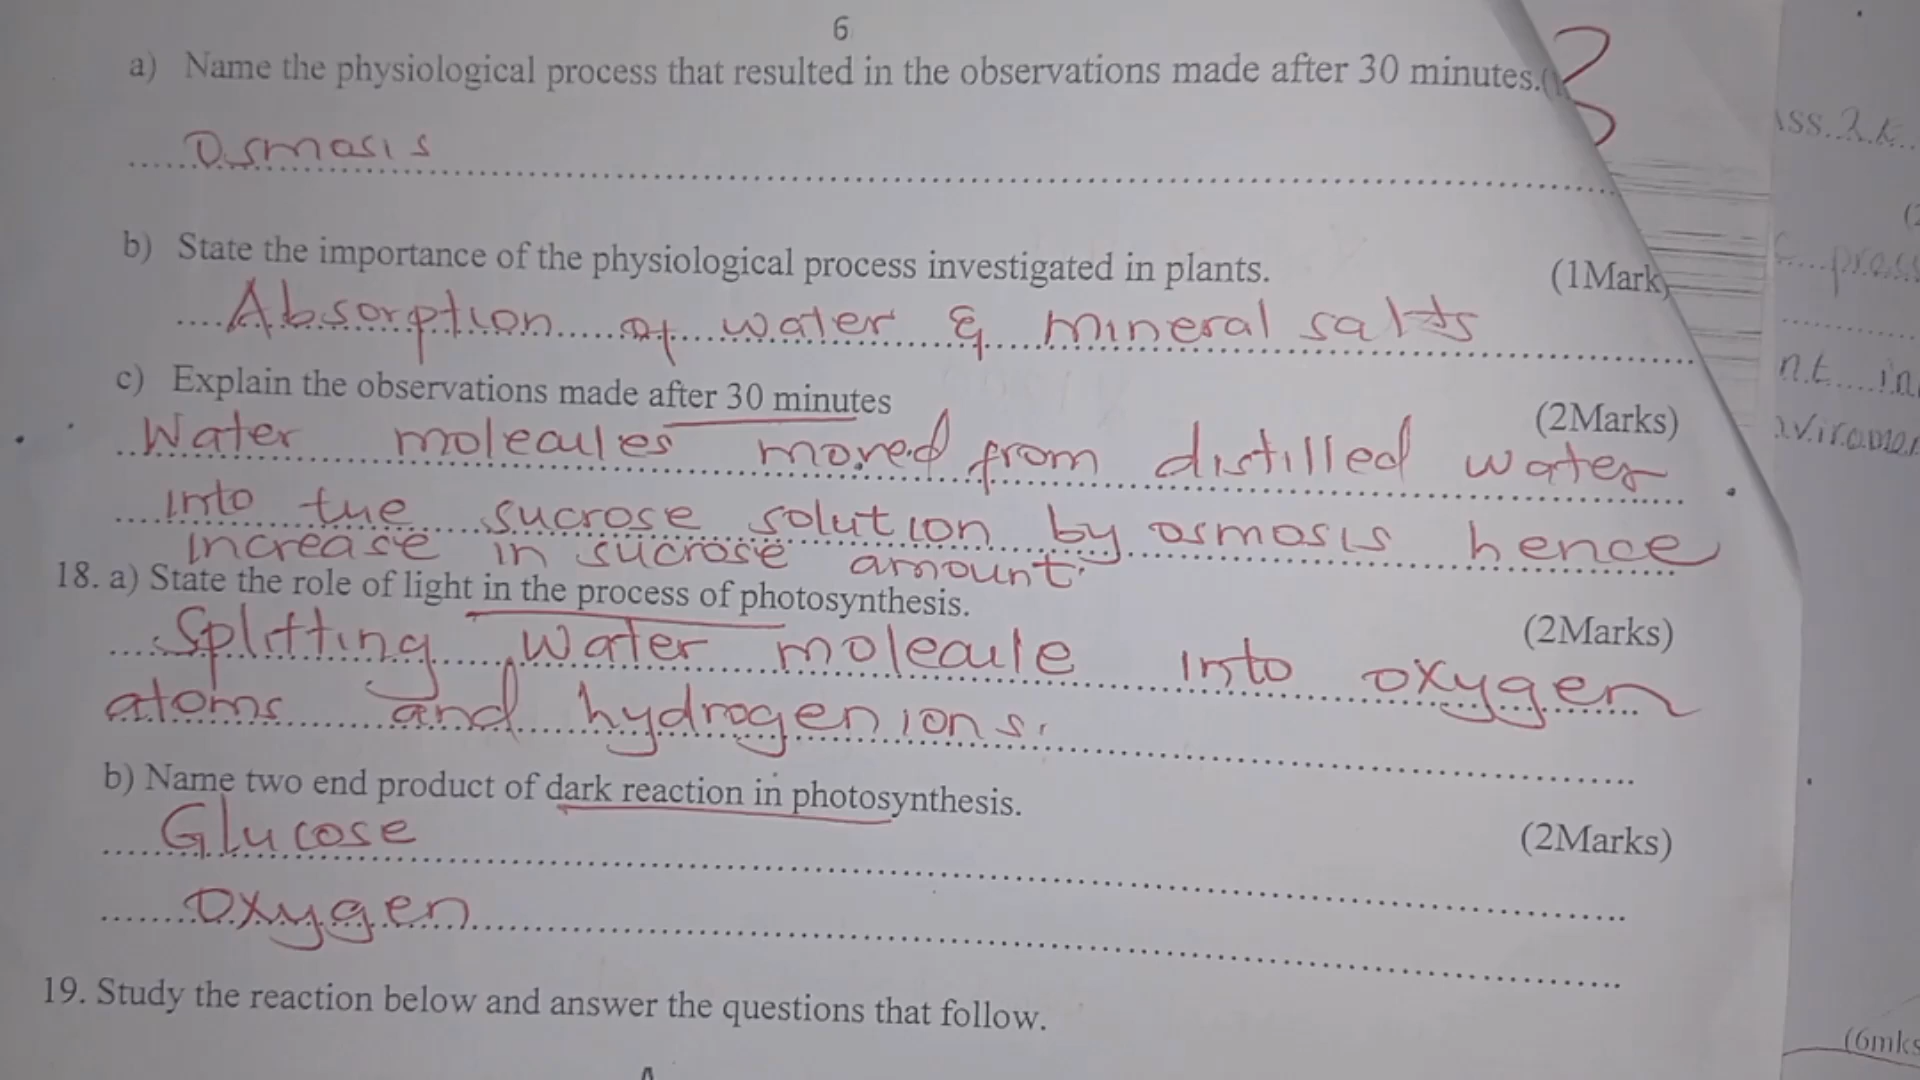 6
a) Name the physiological process that resulted in the observations made after 30 minutes.(1
Osmosis
b) State the importance of the physiological process investigated in plants. (1Mark)
Absorption of water & mineral salts
c) Explain the observations made after 30 minutes (2Marks)
Water molecules moved from distilled water
into the sucrose solution by osmosis hence
increase in sucrose amount.
18. a) State the role of light in the process of photosynthesis. (2Marks)
Splitting water molecule into oxygen
atoms and hydrogen ions.
b) Name two end product of dark reaction in photosynthesis. (2Marks)
Glucose
Oxygen
19. Study the reaction below and answer the questions that follow.
(6mks